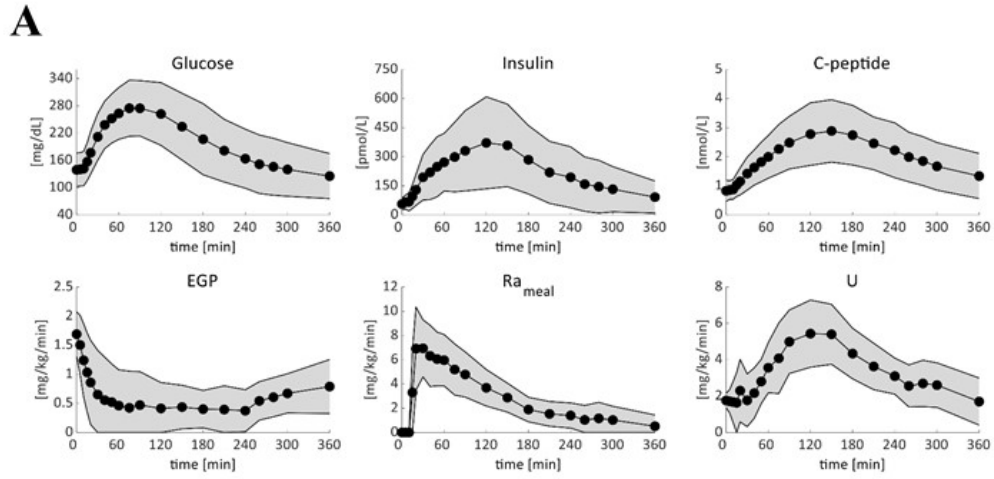 A
Glucose
[mg/dL]
340
280
220
160
100
40
0 60 120 180 240 300 360
time [min]
Insulin
[pmol/L]
750
600
450
300
150
0
0 60 120 180 240 300 360
time [min]
C-peptide
[nmol/L]
5
4
3
2
1
0
0 60 120 180 240 300 360
time [min]
EGP
[mg/kg/min]
2.5
2
1.5
1
0.5
0
0 60 120 180 240 300 360
time [min]
Ra meal
[mg/kg/min]
12
10
8
6
4
2
0
0 60 120 180 240 300 360
time [min]
U
[mg/kg/min]
8
6
4
2
0
0 60 120 180 240 300 360
time [min]